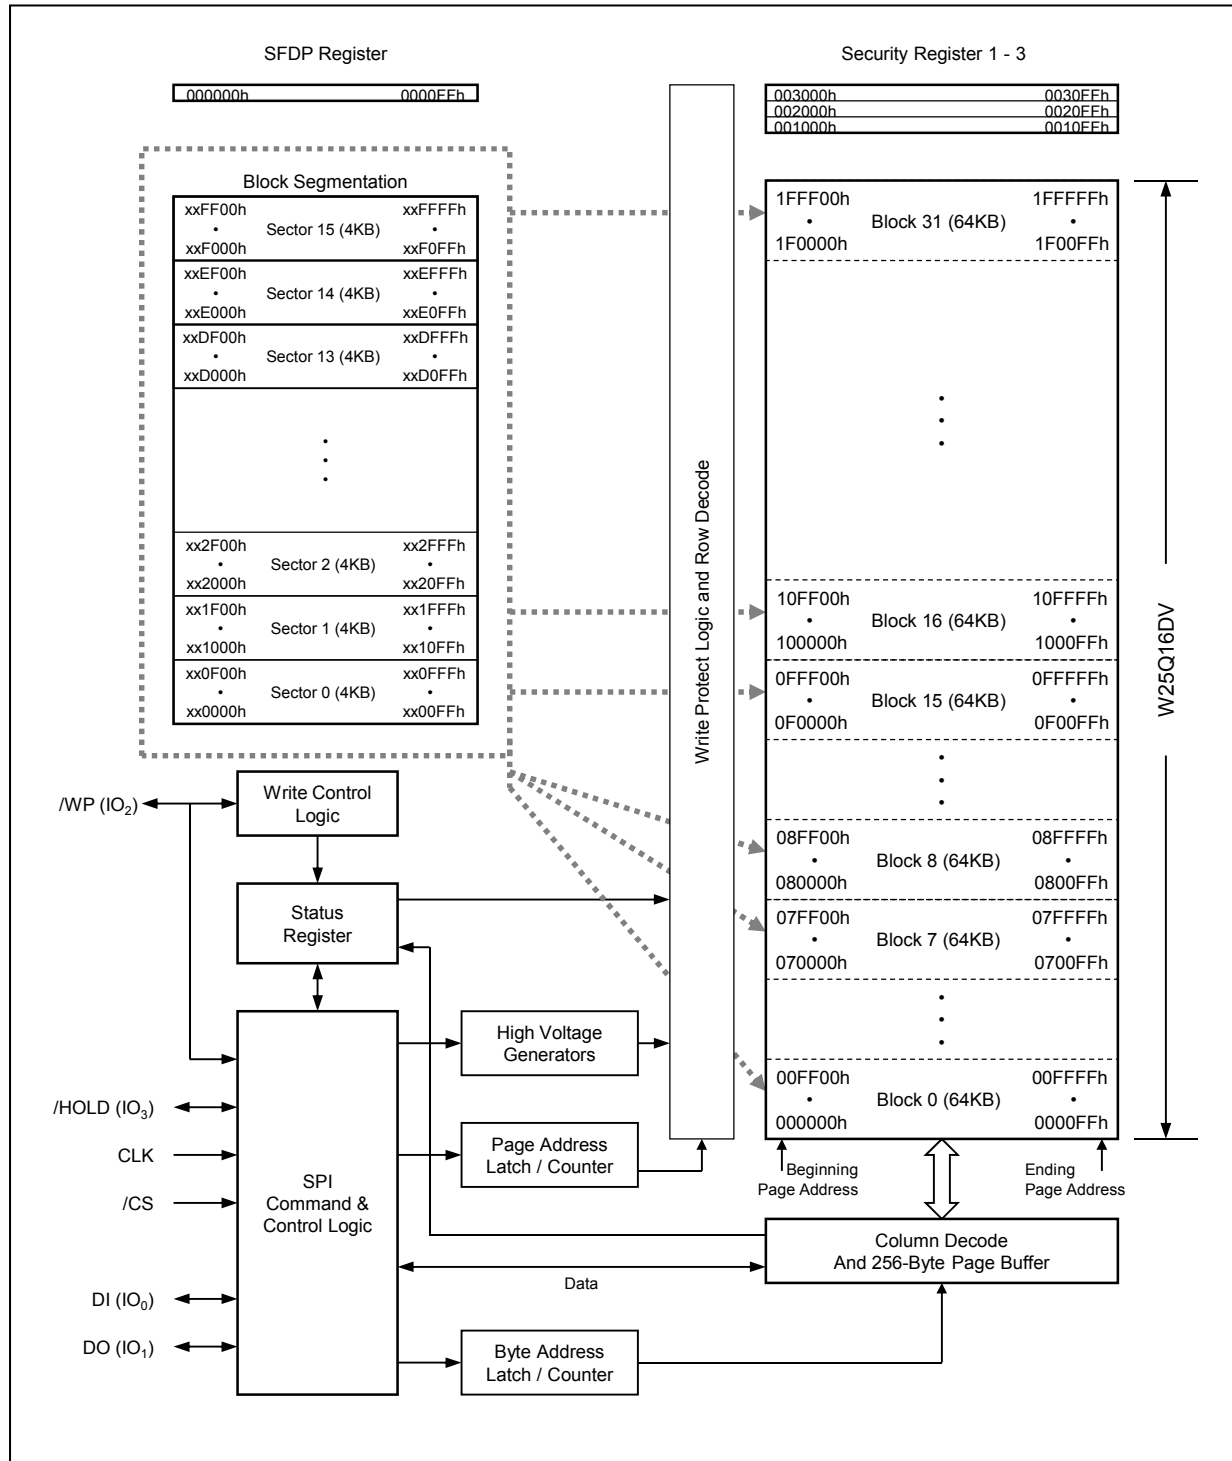 SFDP Register
000000h 0000FFh
Security Register 1 - 3
003000h 0030FFh
002000h 0020FFh
001000h 0010FFh
Block Segmentation
xxFF00h xxFFFFh
• Sector 15 (4KB) •
xxF000h xxF0FFh
xxEF00h xxEFFFh
• Sector 14 (4KB) •
xxE000h xxE0FFh
xxDF00h xxDFFFh
• Sector 13 (4KB) •
xxD000h xxD0FFh
xx2F00h xx2FFFh
• Sector 2 (4KB) •
xx2000h xx20FFh
xx1F00h xx1FFFh
• Sector 1 (4KB) •
xx1000h xx10FFh
xx0F00h xx0FFFh
• Sector 0 (4KB) •
xx0000h xx00FFh
Write Protect Logic and Row Decode
1FFF00h 1FFFFFh
• Block 31 (64KB) •
1F0000h 1F00FFh
10FF00h 10FFFFh
• Block 16 (64KB) •
100000h 1000FFh
0FFF00h 0FFFFFh
• Block 15 (64KB) •
0F0000h 0F00FFh
08FF00h 08FFFFh
• Block 8 (64KB) •
080000h 0800FFh
07FF00h 07FFFFh
• Block 7 (64KB) •
070000h 0700FFh
00FF00h 00FFFFh
• Block 0 (64KB) •
000000h 0000FFh
W25Q16DV
Beginning
Page Address
Ending
Page Address
/WP (IO₂)
Write Control
Logic
Status
Register
High Voltage
Generators
/HOLD (IO₃)
CLK
/CS
SPI
Command &
Control Logic
Page Address
Latch / Counter
Column Decode
And 256-Byte Page Buffer
Data
DI (IO₀)
DO (IO₁)
Byte Address
Latch / Counter